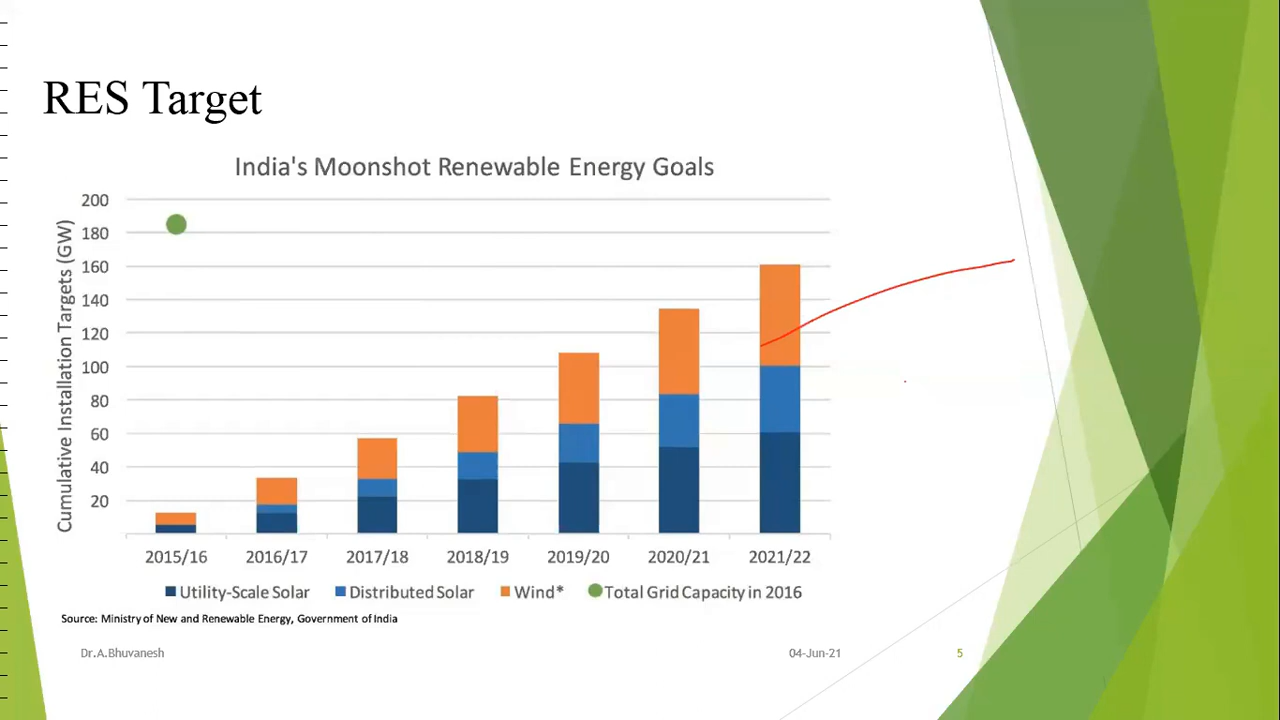 RES Target
India's Moonshot Renewable Energy Goals
Cumulative Installation Targets (GW)
200
180
160
140
120
100
80
60
40
20
2015/16 2016/17 2017/18 2018/19 2019/20 2020/21 2021/22
Utility-Scale Solar Distributed Solar Wind* Total Grid Capacity in 2016
Source: Ministry of New and Renewable Energy, Government of India
Dr.A.Bhuvanesh 04-Jun-21 5